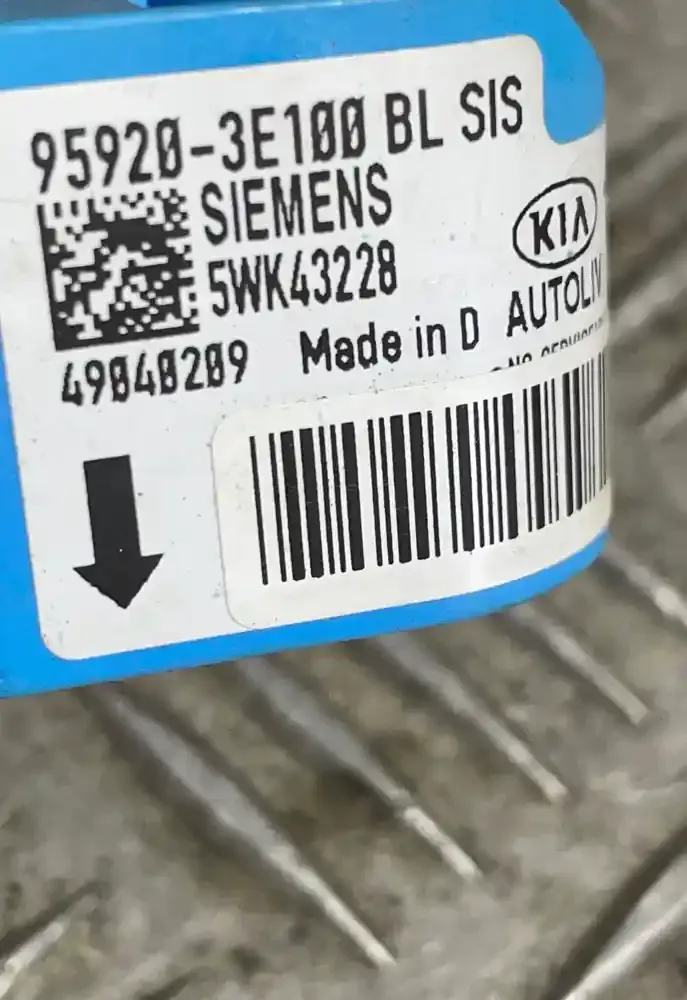 95920-3E100 BL SIS
SIEMENS
KIA
5WK43228
AUTOLIV
49040209 Made in D